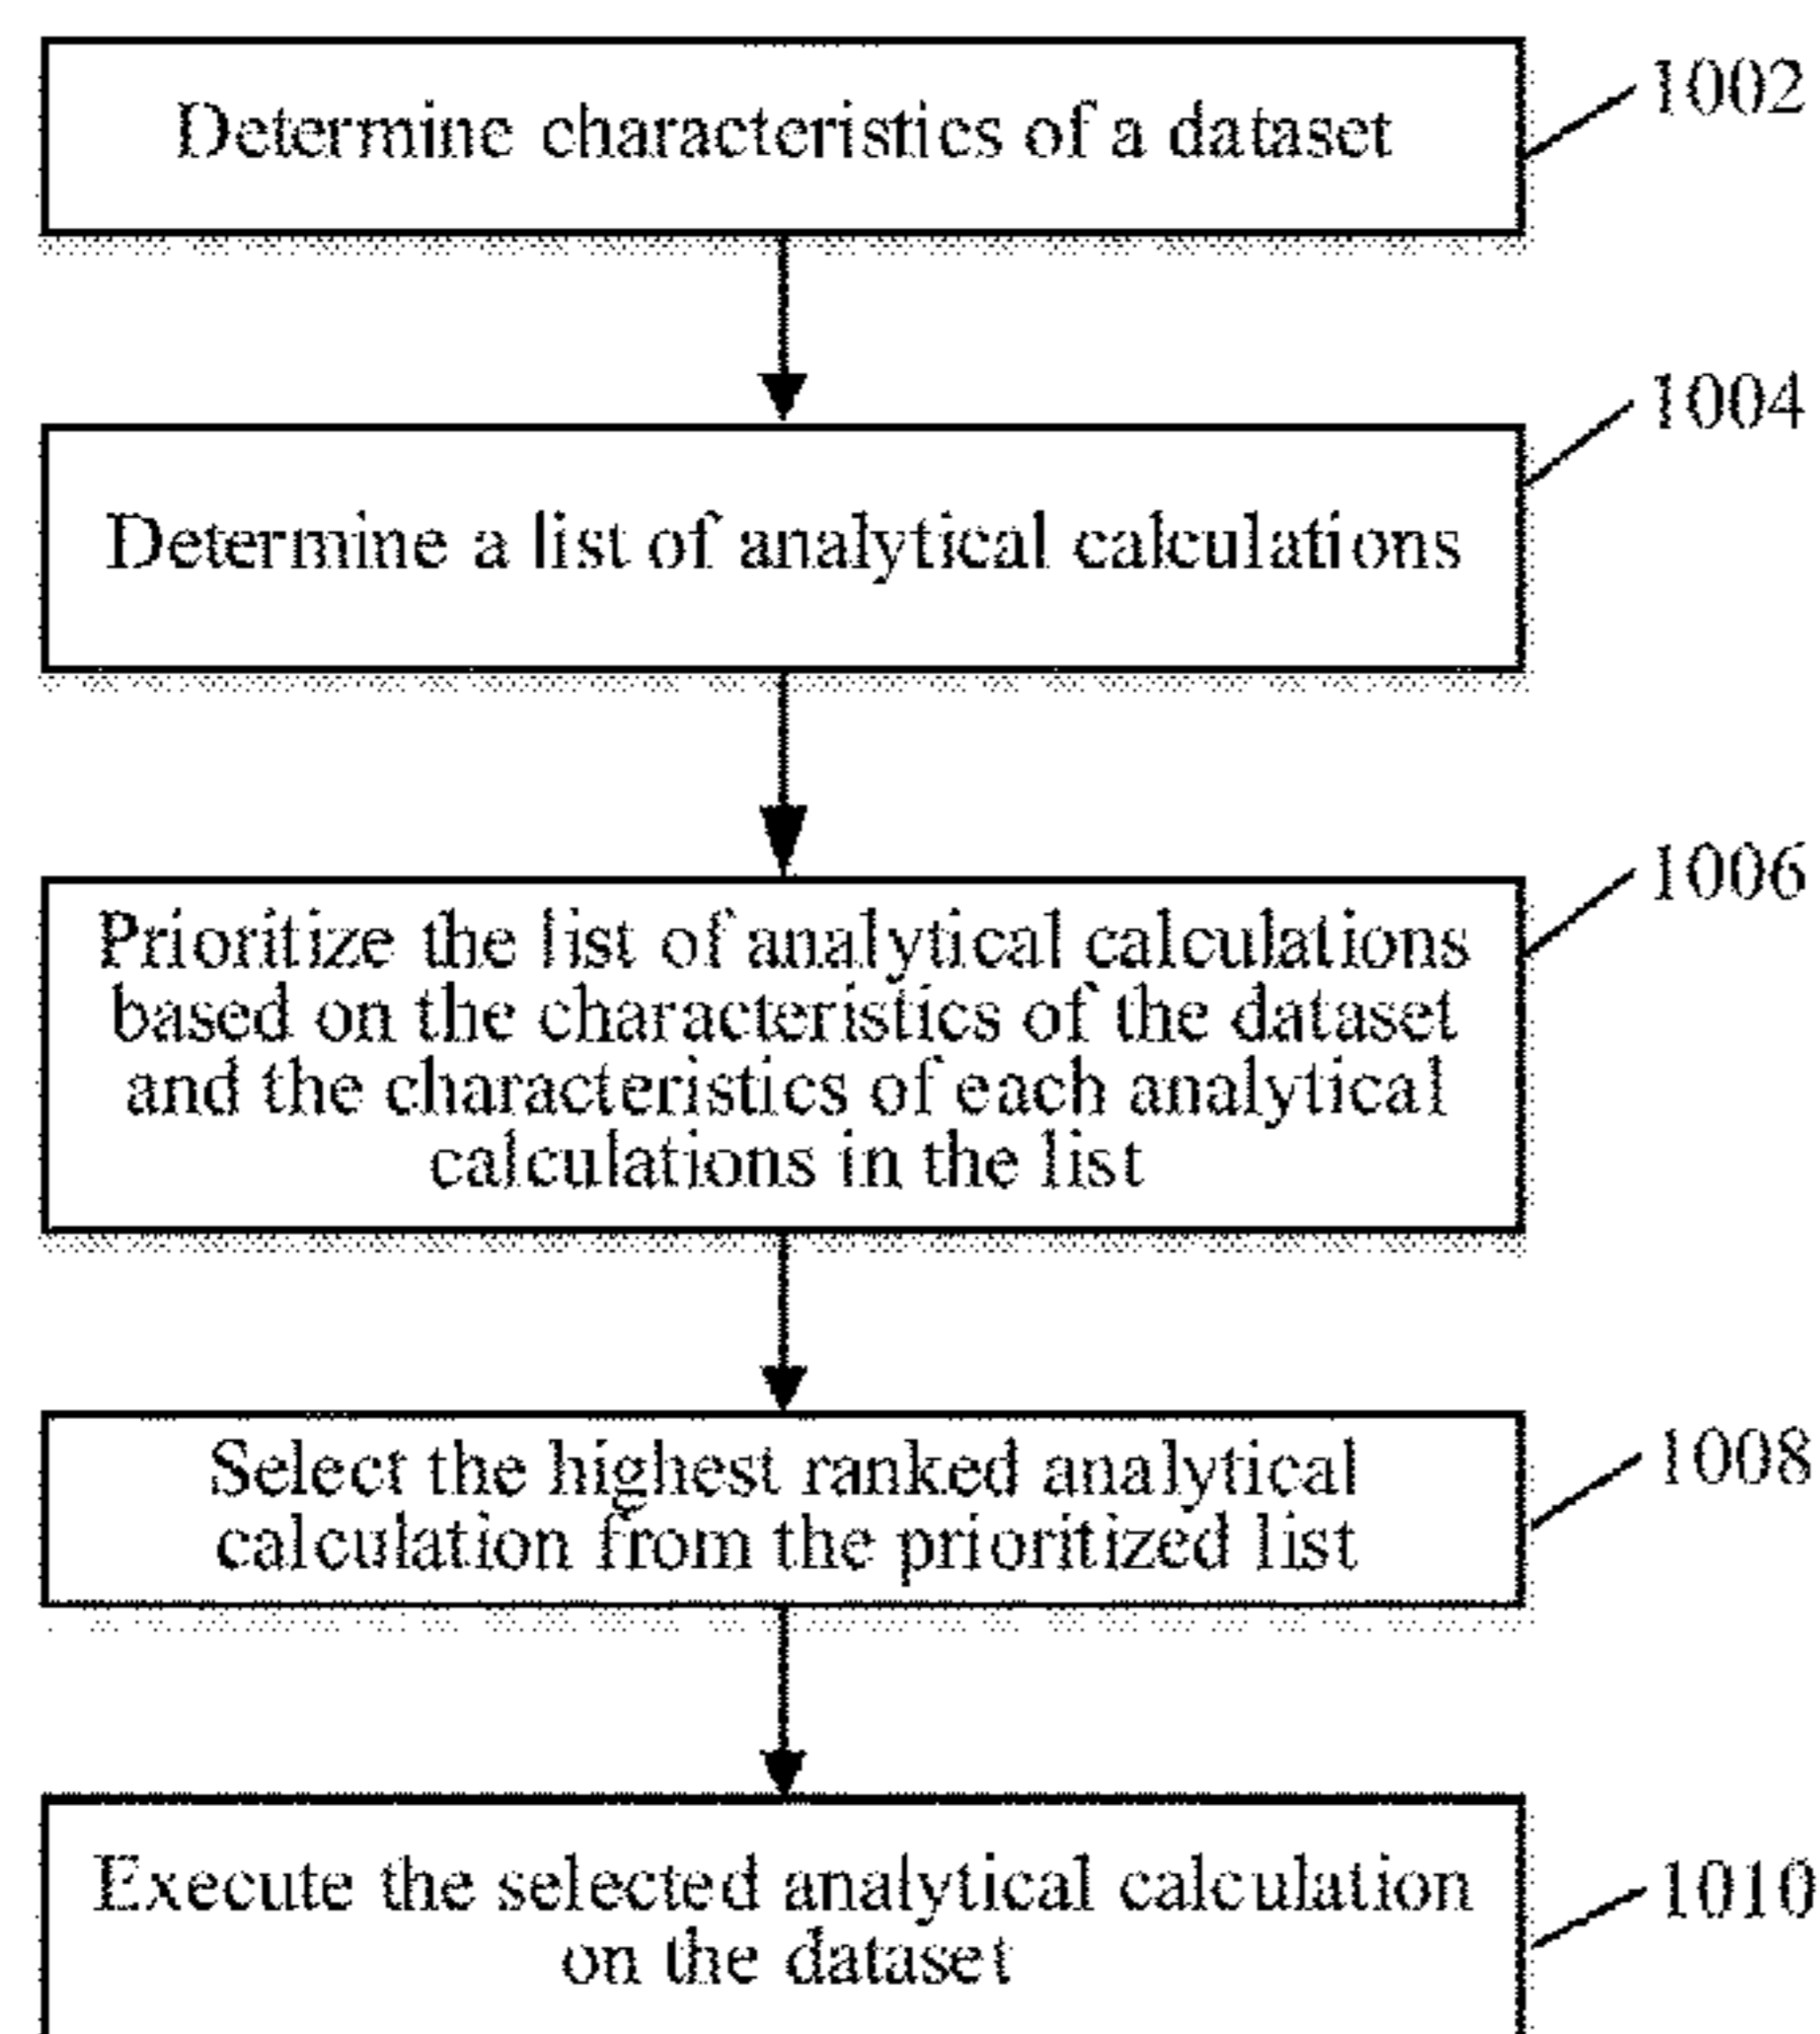 Determine characteristics of a dataset
1002
Determine a list of analytical calculations
1004
Prioritize the list of analytical calculations
based on the characteristics of the dataset
and the characteristics of each analytical
calculations in the list
1006
Select the highest ranked analytical
calculation from the prioritized list
1008
Execute the selected analytical calculation
on the dataset
1010